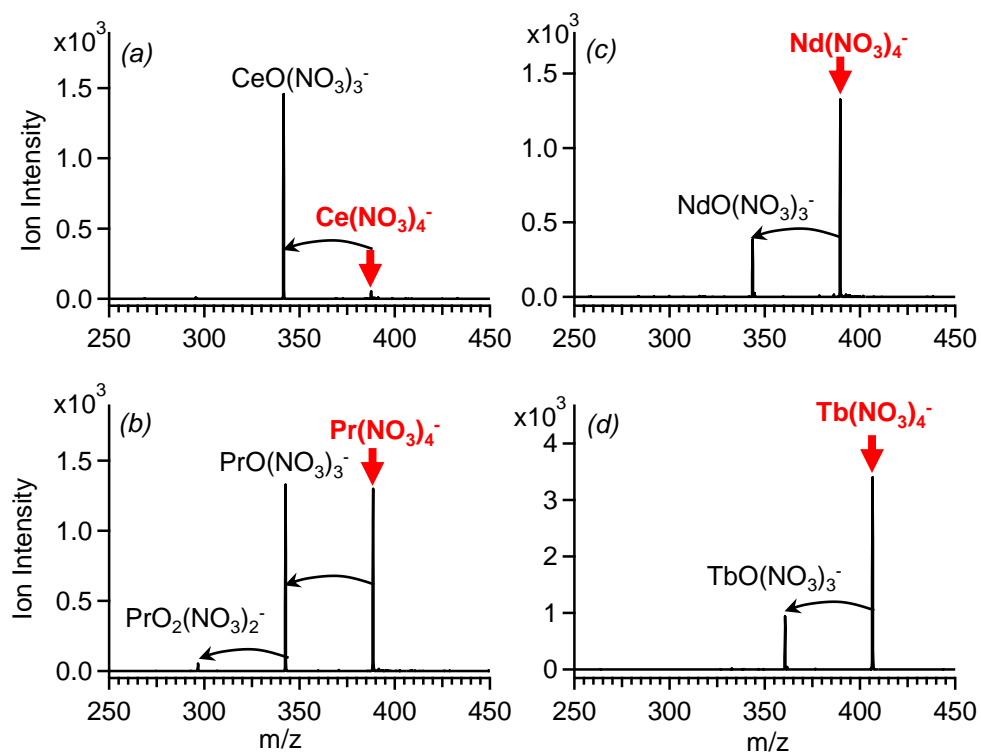 x10³
(a)
CeO(NO₃)₃⁻
Ce(NO₃)₄⁻
Ion Intensity
1.5
1.0
0.5
0.0
250 300 350 400 450
x10³
(c)
Nd(NO₃)₄⁻
NdO(NO₃)₃⁻
1.5
1.0
0.5
0.0
250 300 350 400 450
x10³
(b)
Pr(NO₃)₄⁻
PrO(NO₃)₃⁻
PrO₂(NO₃)₂⁻
Ion Intensity
1.5
1.0
0.5
0.0
250 300 350 400 450
m/z
x10³
(d)
Tb(NO₃)₄⁻
TbO(NO₃)₃⁻
4
3
2
1
0
250 300 350 400 450
m/z